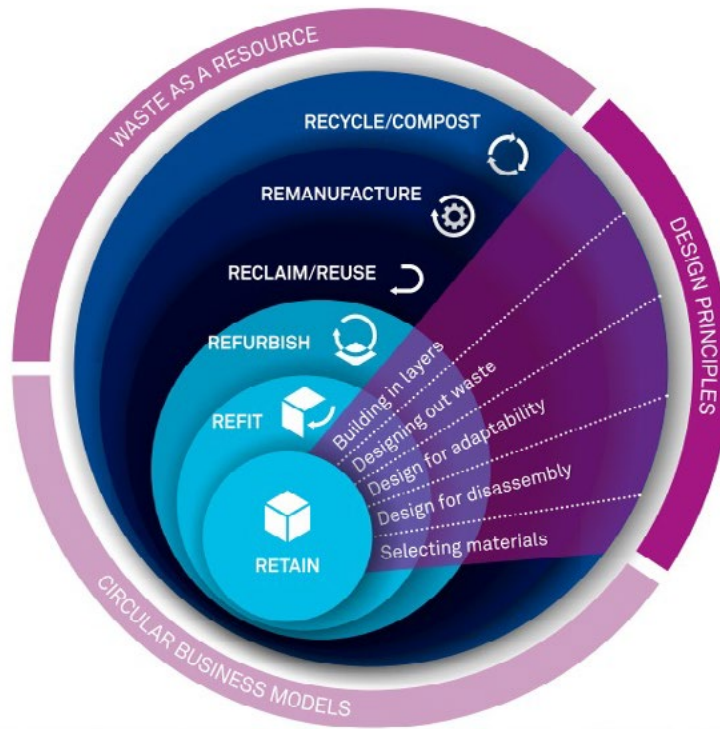 WASTE AS A RESOURCE
DESIGN PRINCIPLES
CIRCULAR BUSINESS MODELS
RECYCLE/COMPOST
REMANUFACTURE
RECLAIM/REUSE
REFURBISH
REFIT
RETAIN
Building in layers
Designing out waste
Design for adaptability
Design for disassembly
Selecting materials